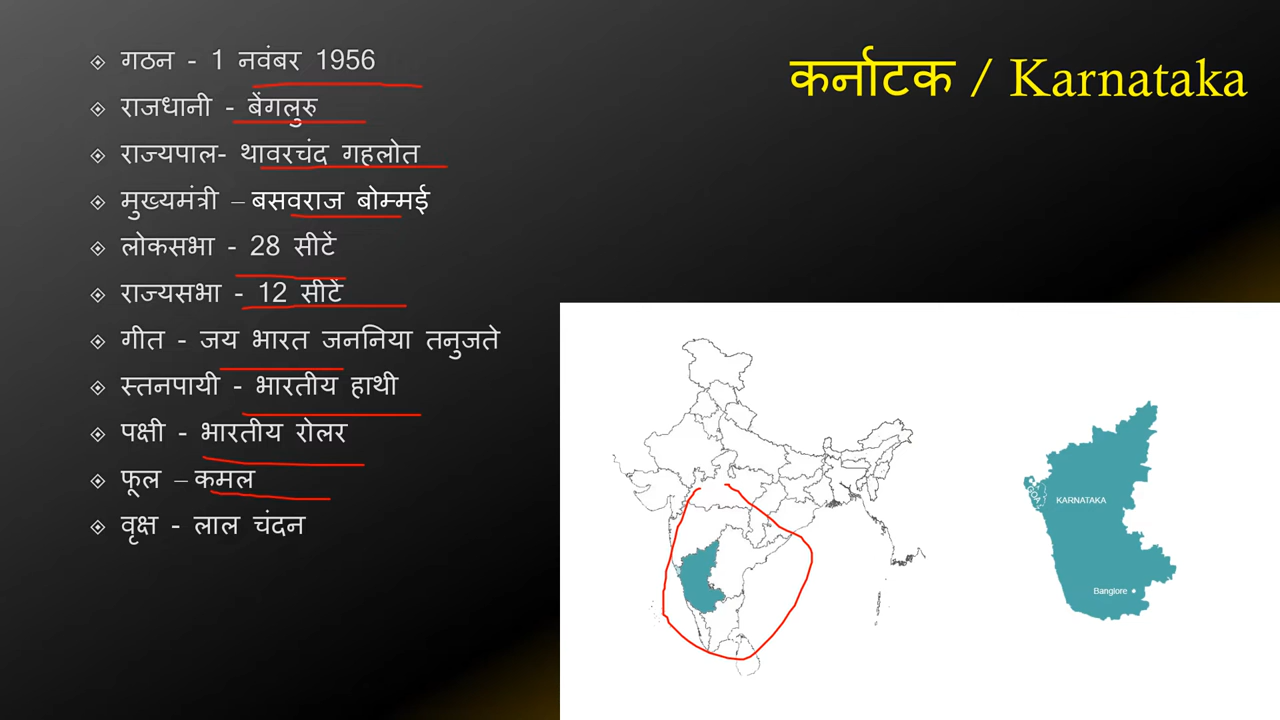 कर्नाटक / Karnataka
गठन - 1 नवंबर 1956
राजधानी - बेंगलुरु
राज्यपाल- थावरचंद गहलोत
मुख्यमंत्री – बसवराज बोम्मई
लोकसभा - 28 सीटें
राज्यसभा - 12 सीटें
गीत - जय भारत जननिया तनुजते
स्तनपायी - भारतीय हाथी
पक्षी - भारतीय रोलर
फूल – कमल
वृक्ष - लाल चंदन
GOA
KARNATAKA
Banglore